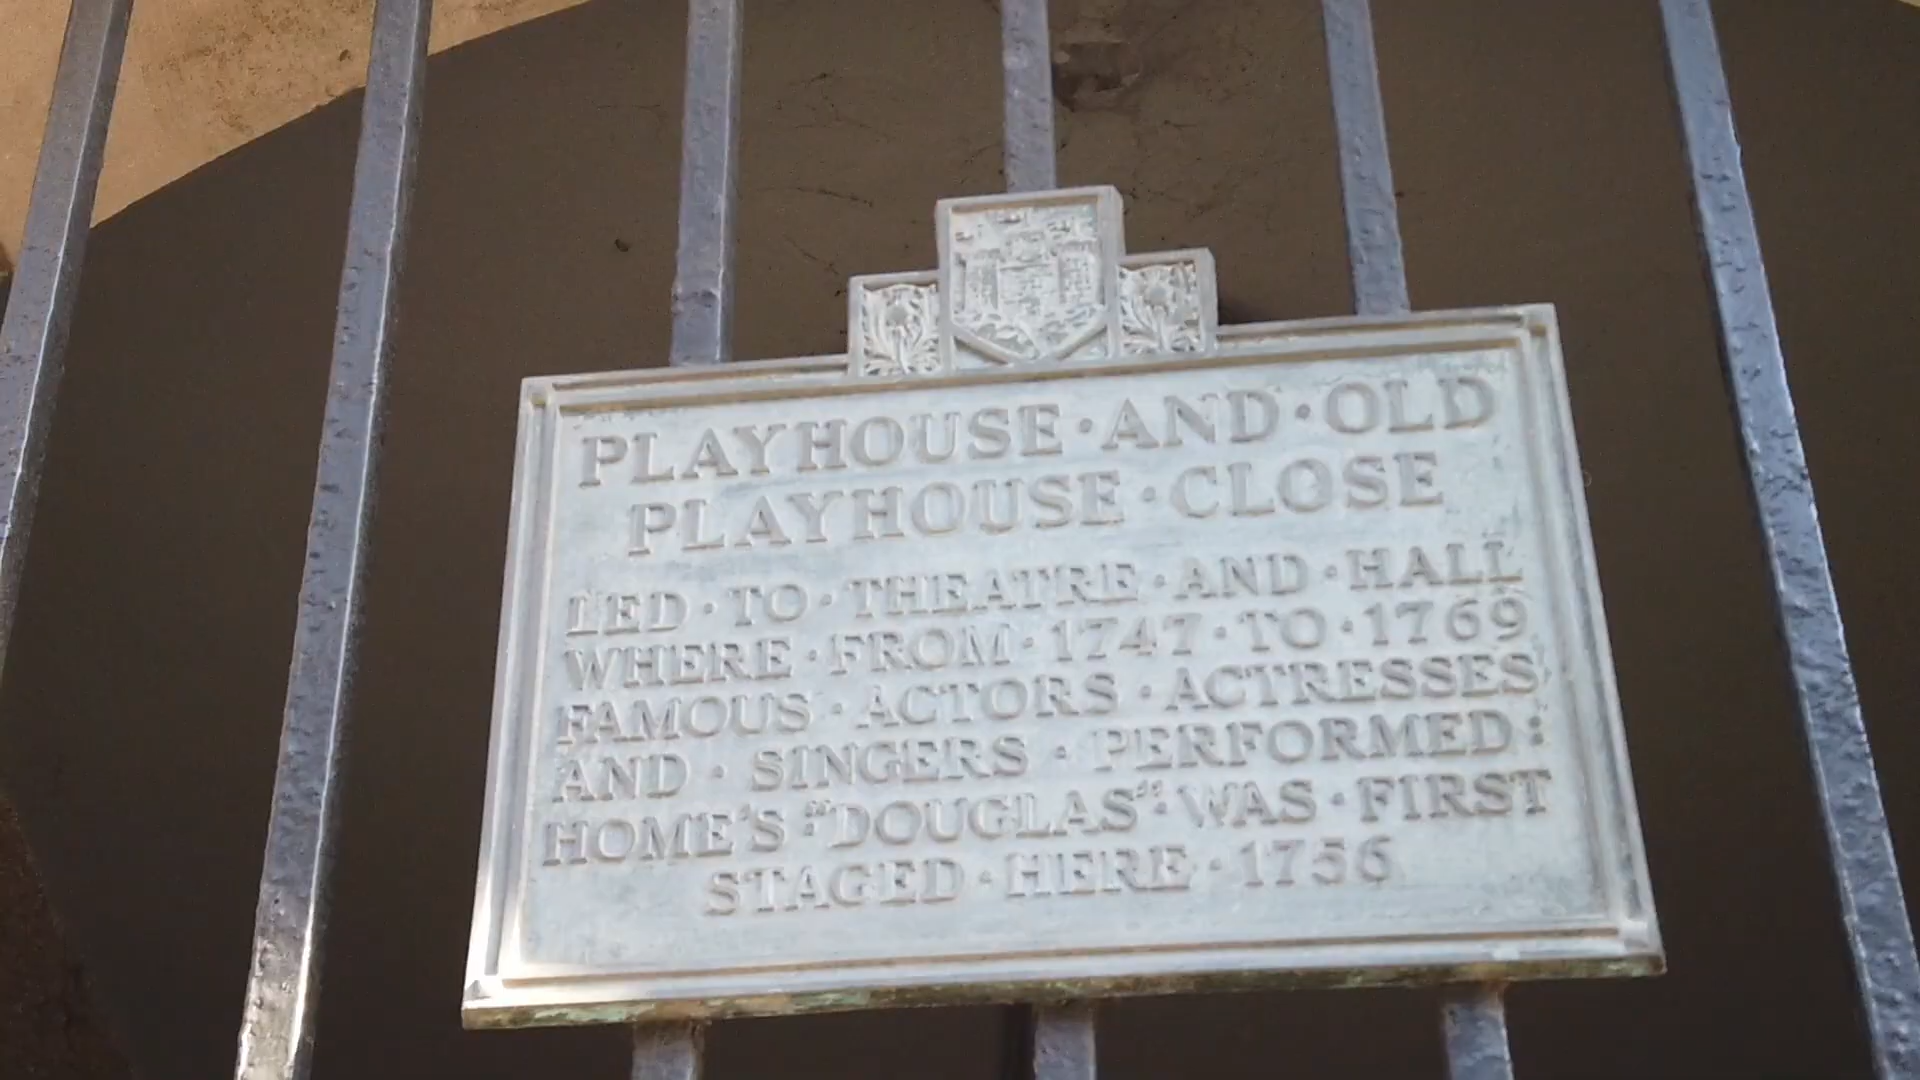 PLAYHOUSE·AND·OLD
PLAYHOUSE·CLOSE
LED·TO·THEATRE·AND·HALL
WHERE·FROM·1747·TO·1769
FAMOUS·ACTORS·ACTRESSES
AND·SINGERS·PERFORMED:
HOME'S·"DOUGLAS"·WAS·FIRST
STAGED·HERE·1756